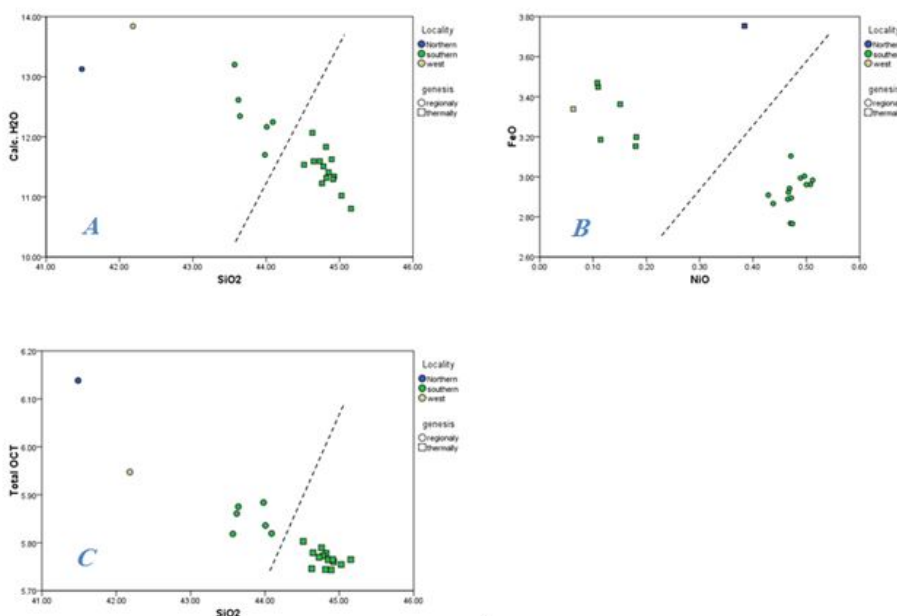 14.00
13.00
12.00
11.00
10.00
Calc. H2O
41.00 42.00 43.00 44.00 45.00 46.00
SiO2
A
Locality
Northern
southern
west
genesis
regionaly
thermally
3.80
3.60
3.40
3.20
3.00
2.80
2.60
FeO
0.00 0.10 0.20 0.30 0.40 0.50 0.60
NiO
B
Locality
Northern
southern
west
genesis
regionaly
thermally
6.20
6.10
6.00
5.90
5.80
5.70
Total OCT
41.00 42.00 43.00 44.00 45.00 46.00
SiO2
C
Locality
Northern
southern
west
genesis
regionaly
thermally